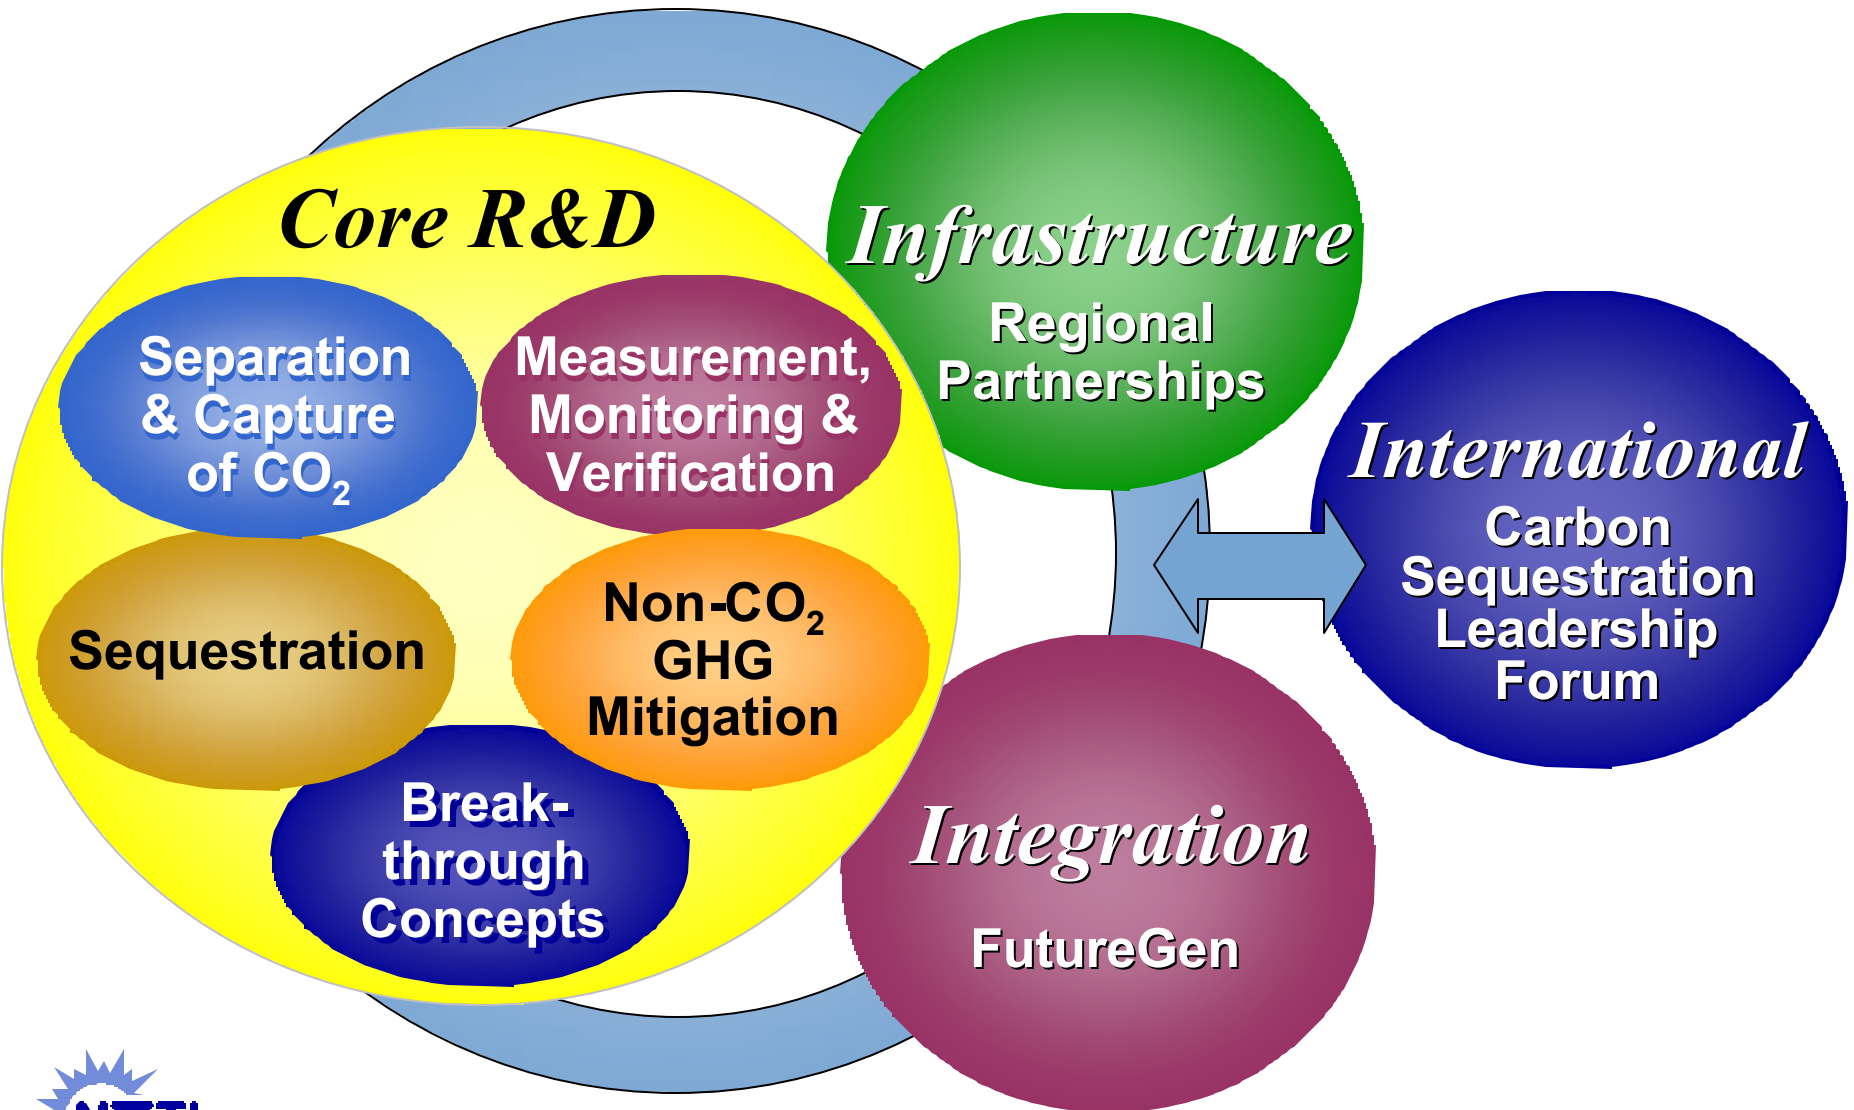 Core R&D
Separation
& Capture
of CO₂
Measurement,
Monitoring &
Verification
Sequestration
Non-CO₂
GHG
Mitigation
Break-
through
Concepts
Infrastructure
Regional
Partnerships
International
Carbon
Sequestration
Leadership
Forum
Integration
FutureGen